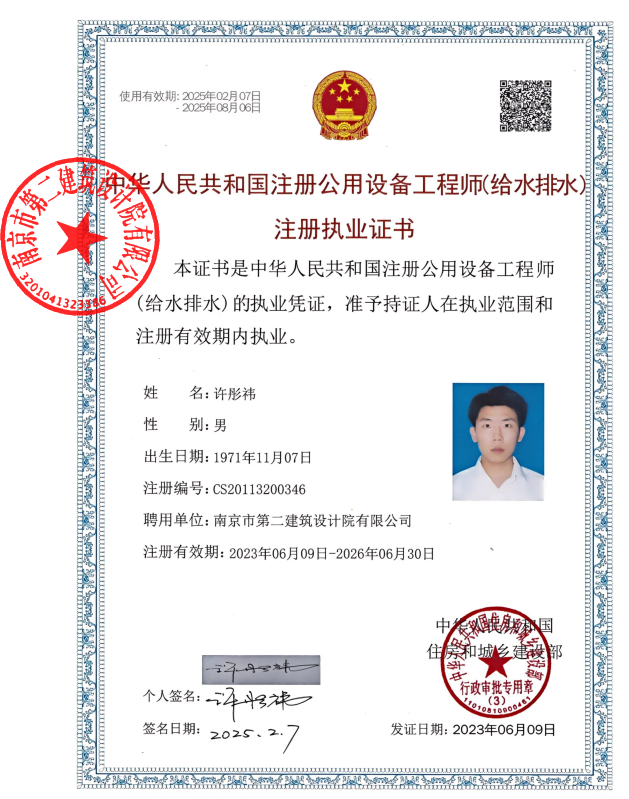 使用有效期: 2025年02月07日
- 2025年08月06日
中华人民共和国注册公用设备工程师(给水排水)
注册执业证书
本证书是中华人民共和国注册公用设备工程师
(给水排水)的执业凭证，准予持证人在执业范围和
注册有效期内执业。
姓 名: 许彤祎
性 别: 男
出生日期: 1971年11月07日
注册编号: CS20113200346
聘用单位: 南京市第二建筑设计院有限公司
注册有效期: 2023年06月09日-2026年06月30日
南京市第二建筑设计院有限公司
3201041323386
中华人民共和国
住房和城乡建设部
中华人民共和国住房和城乡建设部
行政审批专用章
(3)
个人签名: 许彤祎
签名日期: 2025.2.7
发证日期: 2023年06月09日